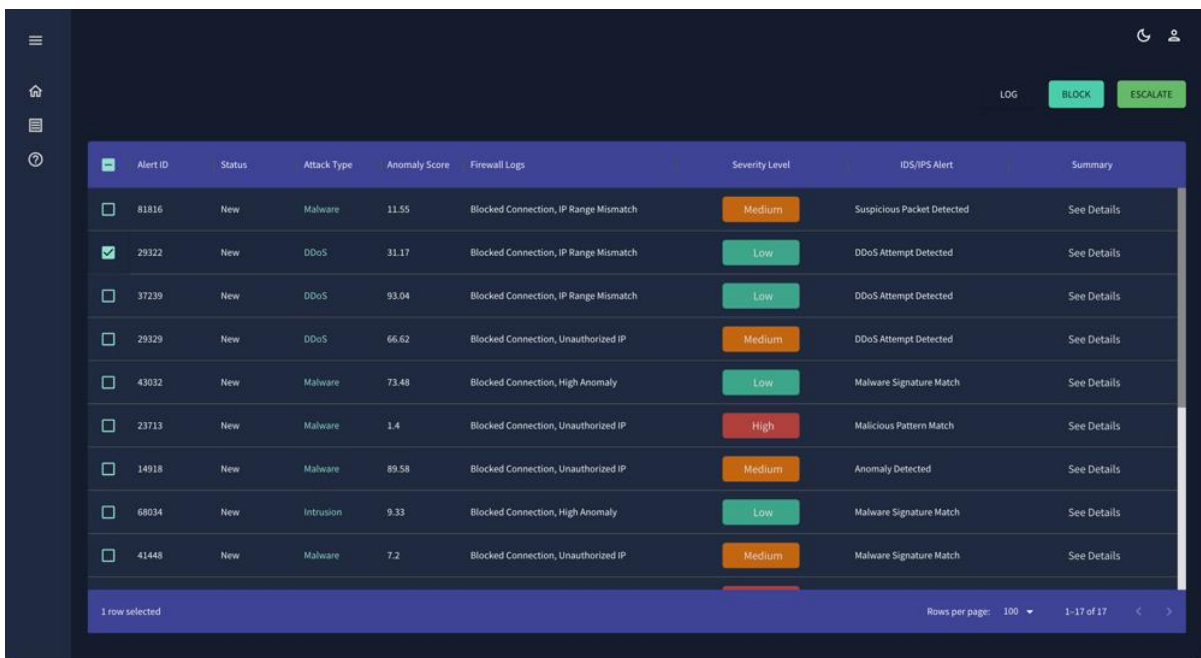 LOG BLOCK ESCALATE
Alert ID Status Attack Type Anomaly Score Firewall Logs Severity Level IDS/IPS Alert Summary
81816 New Malware 11.55 Blocked Connection, IP Range Mismatch Medium Suspicious Packet Detected See Details
29322 New DDoS 31.17 Blocked Connection, IP Range Mismatch Low DDoS Attempt Detected See Details
37239 New DDoS 93.04 Blocked Connection, IP Range Mismatch Low DDoS Attempt Detected See Details
29329 New DDoS 66.62 Blocked Connection, Unauthorized IP Medium DDoS Attempt Detected See Details
43032 New Malware 73.48 Blocked Connection, High Anomaly Low Malware Signature Match See Details
23713 New Malware 1.4 Blocked Connection, Unauthorized IP High Malicious Pattern Match See Details
14918 New Malware 89.58 Blocked Connection, Unauthorized IP Medium Anomaly Detected See Details
68034 New Intrusion 9.33 Blocked Connection, High Anomaly Low Malware Signature Match See Details
41448 New Malware 7.2 Blocked Connection, Unauthorized IP Medium Malware Signature Match See Details
1 row selected Rows per page: 100 1–17 of 17